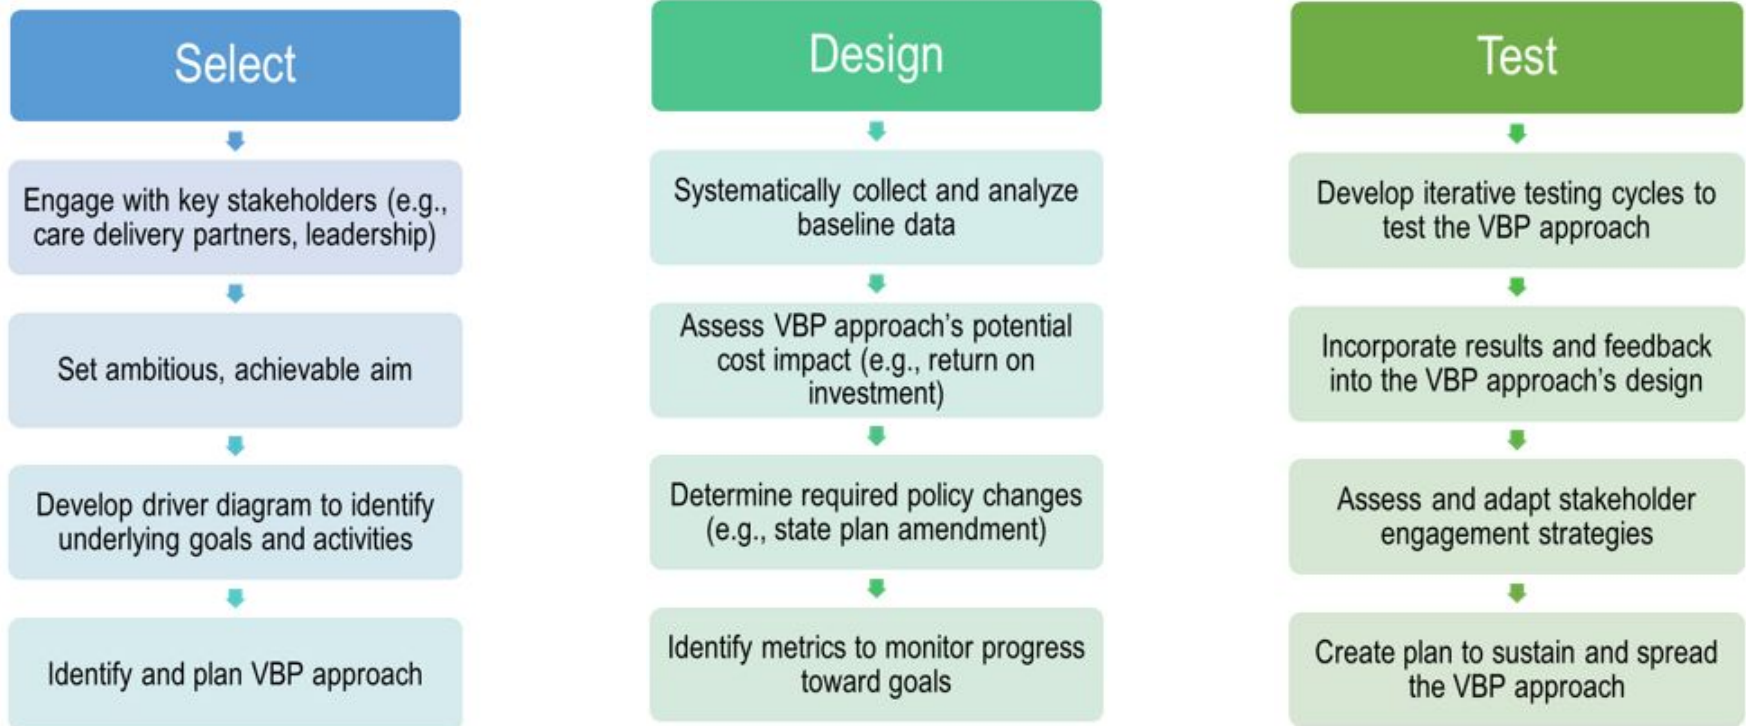 Select
Engage with key stakeholders (e.g.,
care delivery partners, leadership)
Set ambitious, achievable aim
Develop driver diagram to identify
underlying goals and activities
Identify and plan VBP approach
Design
Systematically collect and analyze
baseline data
Assess VBP approach’s potential
cost impact (e.g., return on
investment)
Determine required policy changes
(e.g., state plan amendment)
Identify metrics to monitor progress
toward goals
Test
Develop iterative testing cycles to
test the VBP approach
Incorporate results and feedback
into the VBP approach’s design
Assess and adapt stakeholder
engagement strategies
Create plan to sustain and spread
the VBP approach